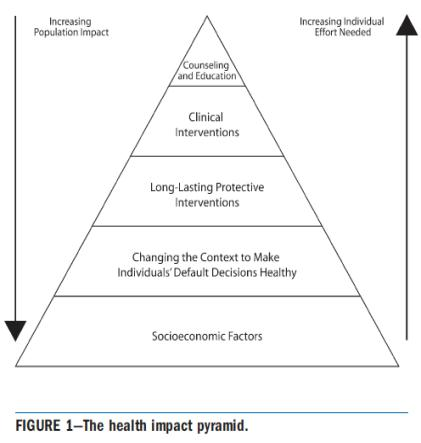 Increasing
Population Impact
Increasing Individual
Effort Needed
Counseling
and Education
Clinical
Interventions
Long-Lasting Protective
Interventions
Changing the Context to Make
Individuals' Default Decisions Healthy
Socioeconomic Factors
FIGURE 1—The health impact pyramid.